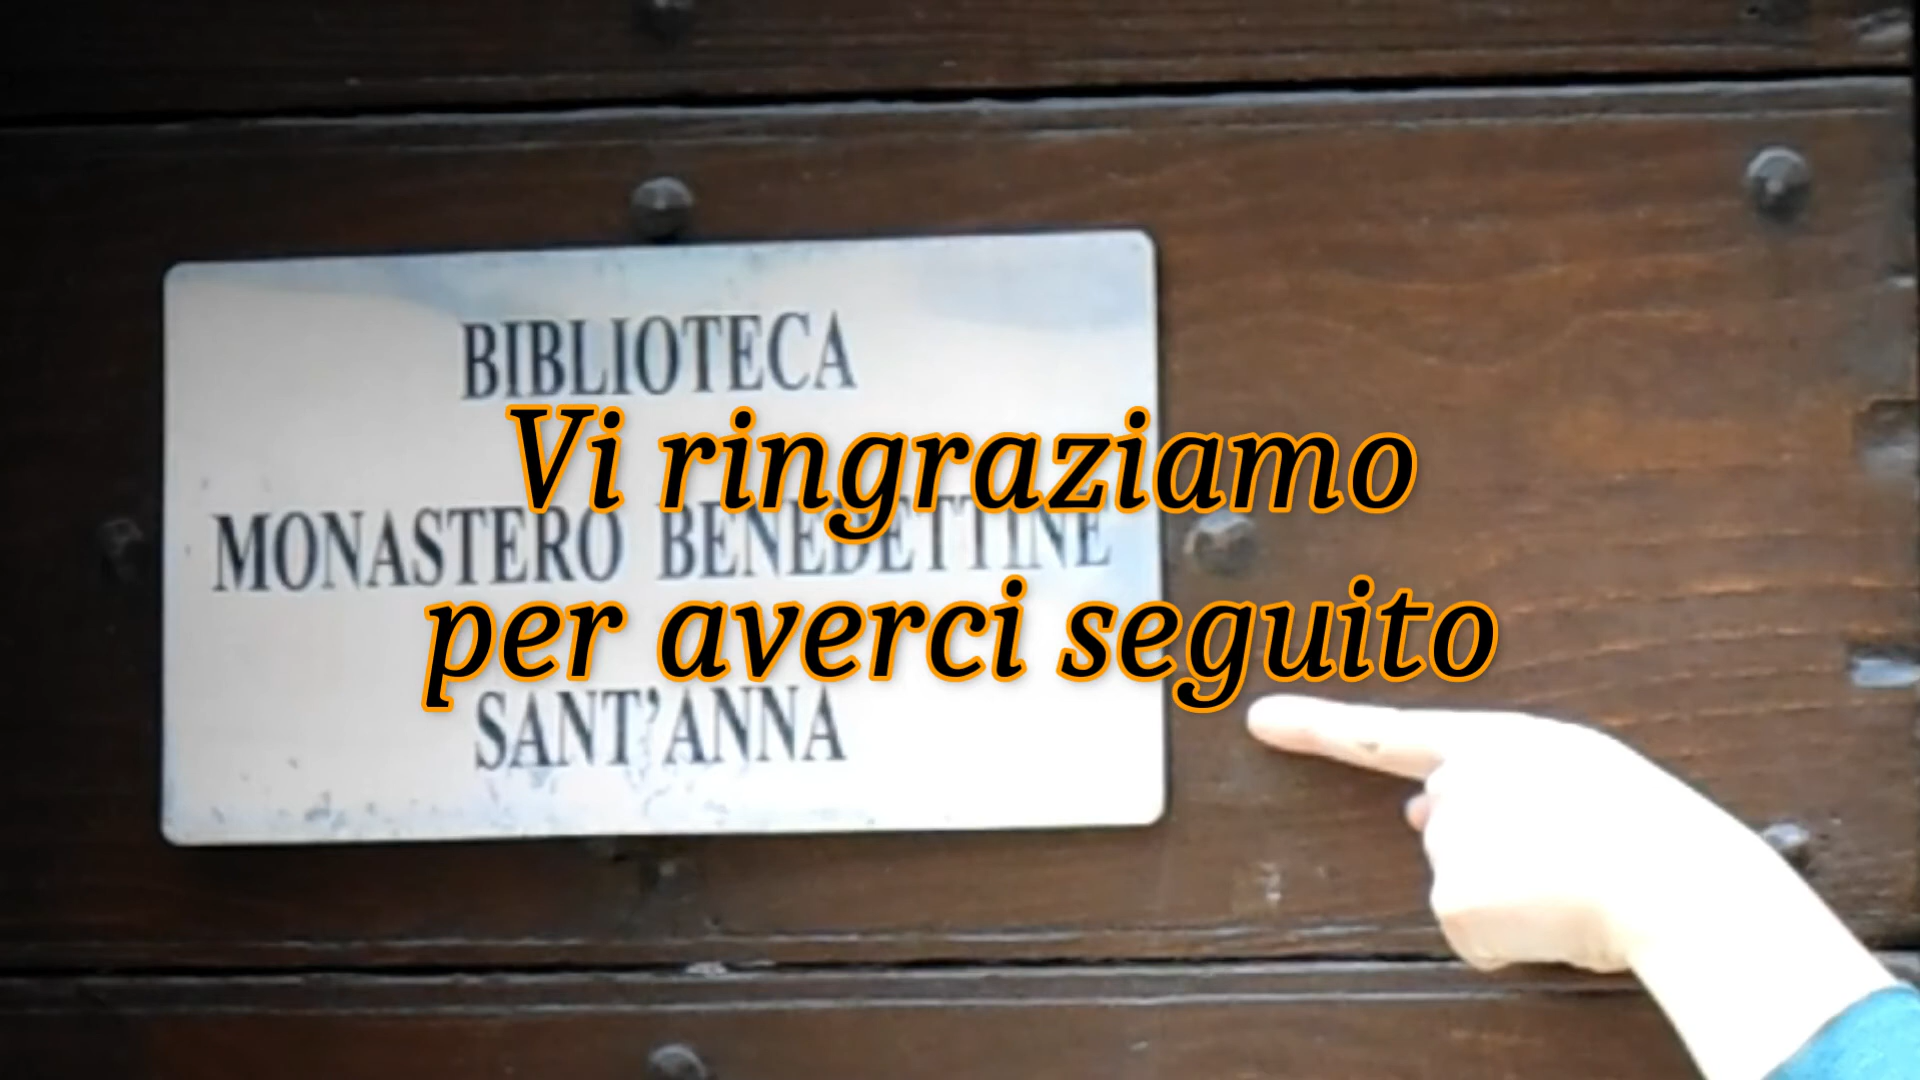 BIBLIOTECA
Vi ringraziamo
MONASTERO BENEDETTINE
per averci seguito
SANT'ANNA